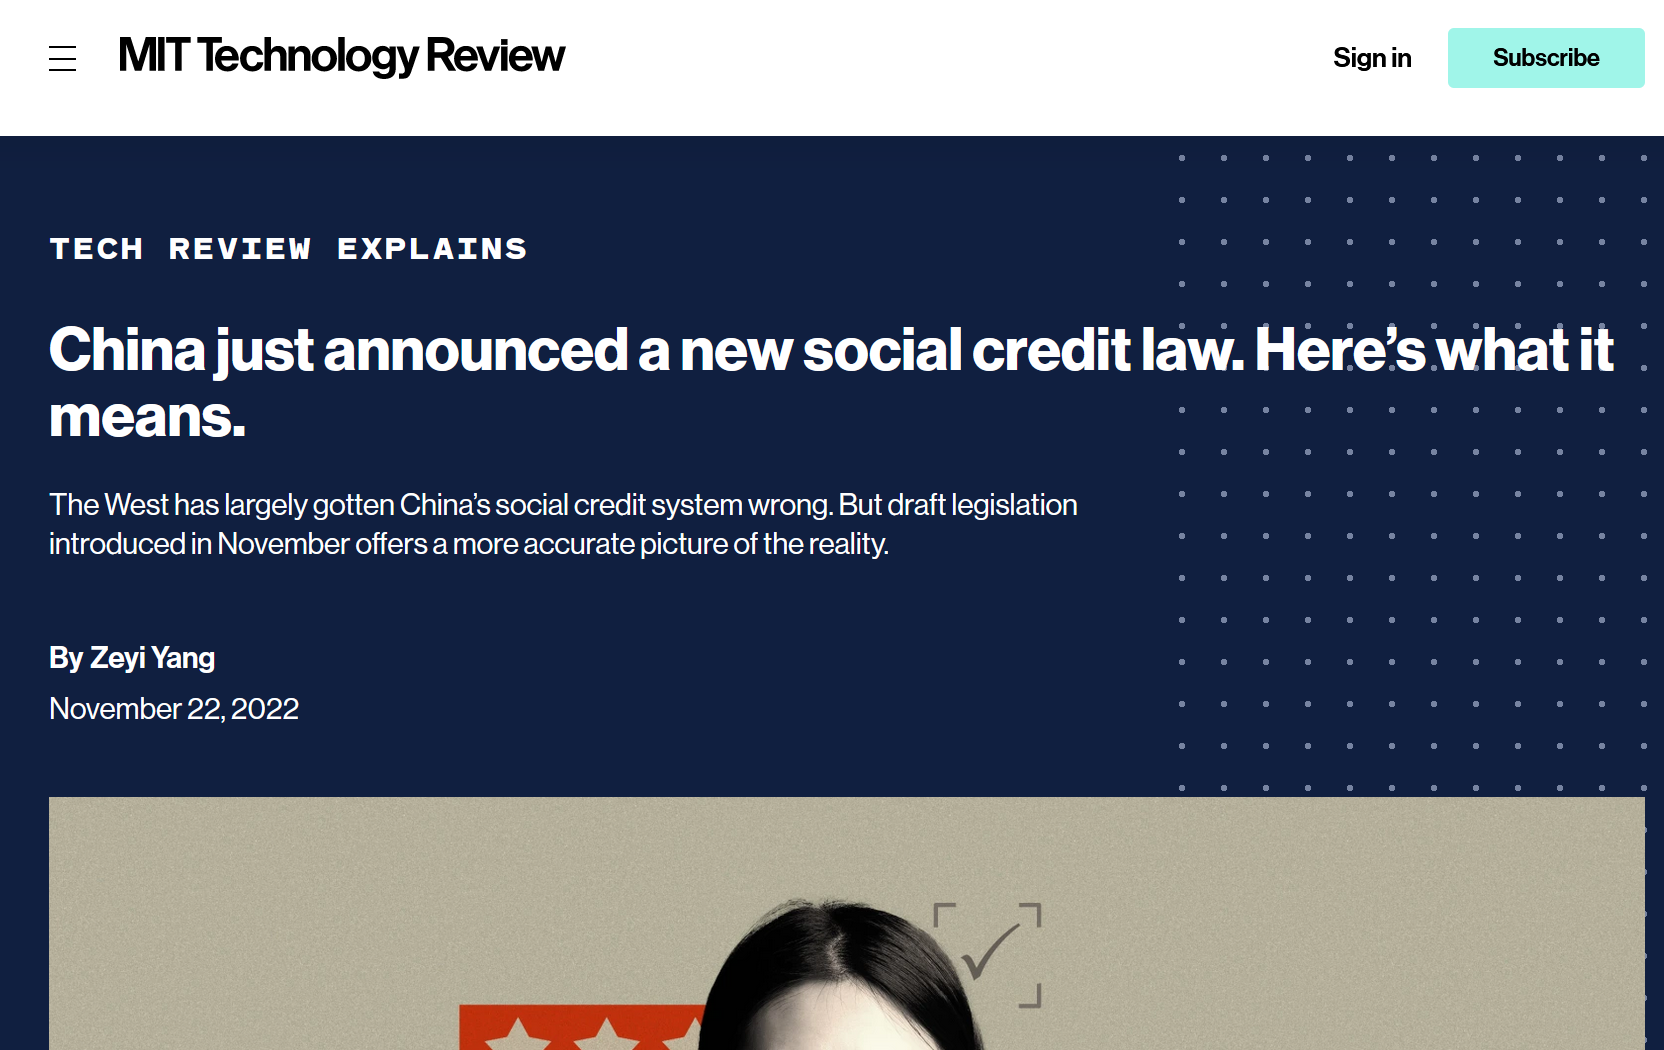 MIT Technology Review
Sign in
Subscribe
TECH REVIEW EXPLAINS
China just announced a new social credit law. Here’s what it
means.
The West has largely gotten China’s social credit system wrong. But draft legislation
introduced in November offers a more accurate picture of the reality.
By Zeyi Yang
November 22, 2022